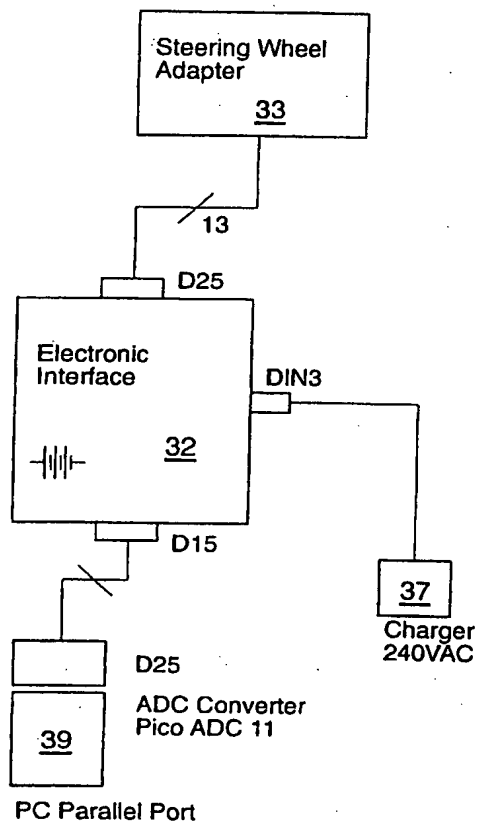 Steering Wheel
Adapter
33
13
D25
Electronic
Interface
DIN3
32
D15
37
Charger
240VAC
D25
ADC Converter
Pico ADC 11
39
PC Parallel Port